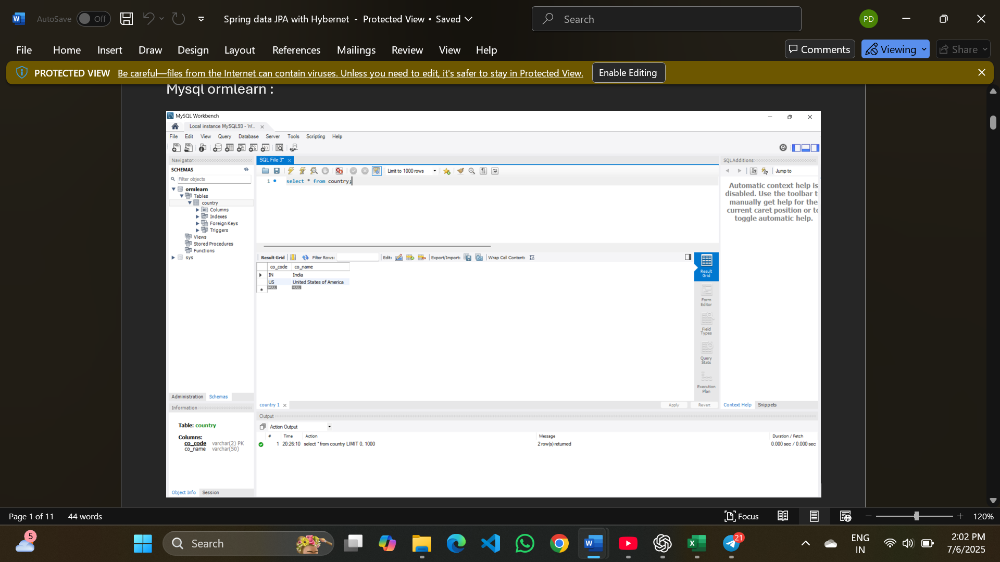 AutoSave Off Spring data JPA with Hybernet - Protected View • Saved Search PD
File Home Insert Draw Design Layout References Mailings Review View Help Comments Viewing Share
PROTECTED VIEW Be careful—files from the Internet can contain viruses. Unless you need to edit, it's safer to stay in Protected View. Enable Editing
Mysql ormlearn :
MySQL Workbench
Local instance MySQL93 - W...
File Edit View Query Database Server Tools Scripting Help
Navigator
SCHEMAS
Filter objects
ormlearn
Tables
country
Columns
Indexes
Foreign Keys
Triggers
Views
Stored Procedures
Functions
sys
Administration Schemas
Information
Table: country
Columns:
co_code varchar(2) PK
co_name varchar(50)
Object Info Session
SQL File 3*
Limit to 1000 rows
1 select * from country;
Result Grid Filter Rows: Edit: Export/Import: Wrap Cell Content:
co_code co_name
IN India
US United States of America
NULL NULL
Result
Grid
Form
Editor
Field
Types
Query
Stats
Execution
Plan
country 1 Apply Revert
Output
Action Output
# Time Action Message Duration / Fetch
1 20:26:10 select * from country LIMIT 0, 1000 2 row(s) returned 0.000 sec / 0.000 sec
SQLAdditions
Jump to
Automatic context help is
disabled. Use the toolbar t
manually get help for the
current caret position or to
toggle automatic help.
Context Help Snippets
Page 1 of 11 44 words Focus 120%
5 Search 21 ENG
IN
2:02 PM
7/6/2025